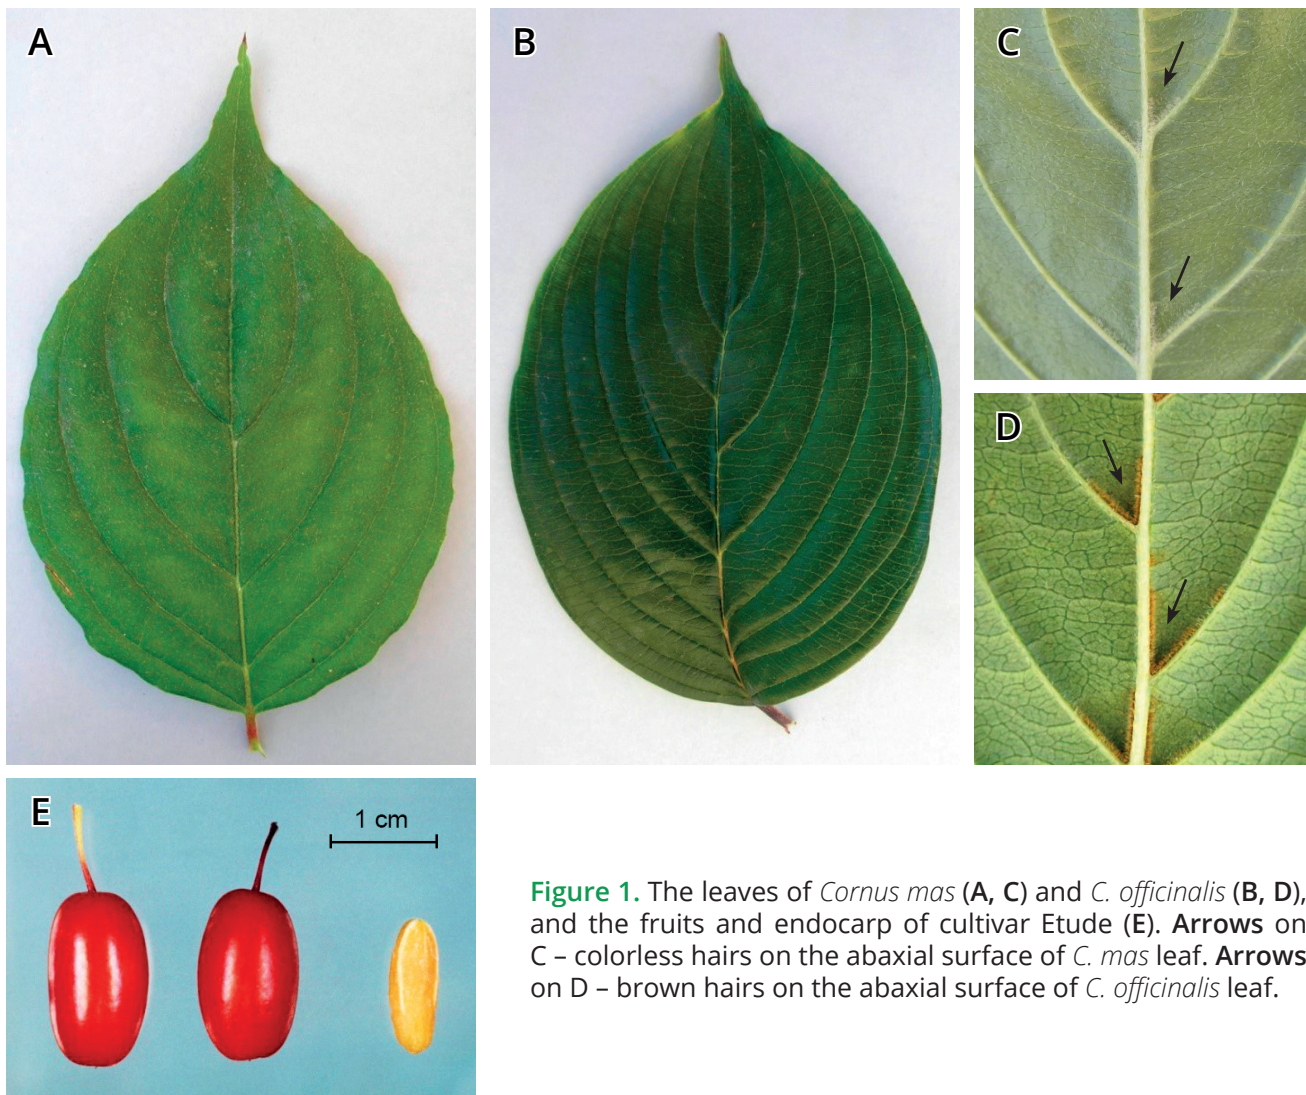 A
B
C
D
E
1 cm
Figure 1. The leaves of Cornus mas (A, C) and C. officinalis (B, D),
and the fruits and endocarp of cultivar Etude (E). Arrows on
C – colorless hairs on the abaxial surface of C. mas leaf. Arrows
on D – brown hairs on the abaxial surface of C. officinalis leaf.